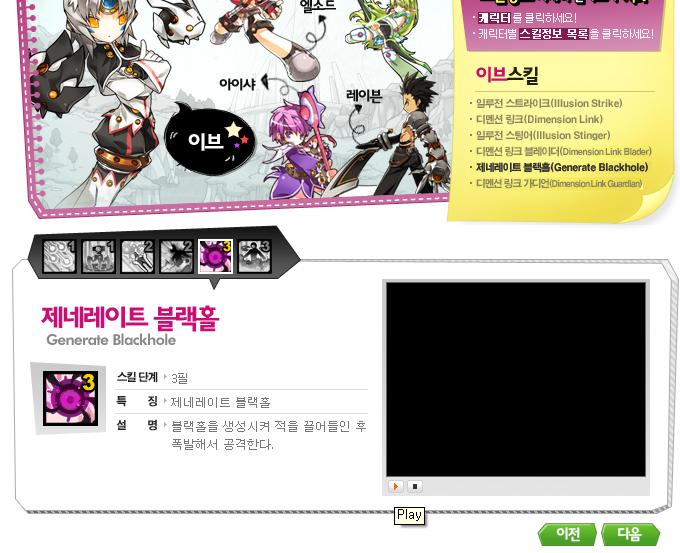 엘소드
아이샤
레이븐
이브
· 캐릭터를 클릭하세요!
· 캐릭터별 스킬정보 목록을 클릭하세요!
이브스킬
· 일루전 스트라이크(Illusion Strike)
· 디멘션 링크(Dimension Link)
· 일루전 스팅어(Illusion Stinger)
· 디멘션 링크 블레이더(Dimension Link Blader)
· 제네레이트 블랙홀(Generate Blackhole)
· 디멘션 링크 가디언(Dimension Link Guardian)
1 1 2 2 3 3
제네레이트 블랙홀
Generate Blackhole
3
스킬 단계 3필
특 징 제네레이트 블랙홀
설 명 블랙홀을 생성시켜 적을 끌어들인 후
폭발해서 공격한다.
Play
이전 다음